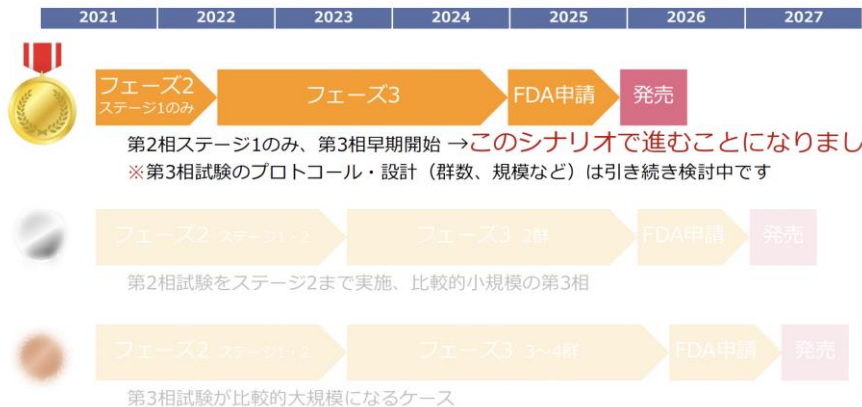 2021 2022 2023 2024 2025 2026 2027
フェーズ2 フェーズ3 FDA申請 発売
ステージ1のみ
第2相ステージ1のみ、第3相早期開始 →このシナリオで進むことになりまし
※第3相試験のプロトコール・設計（群数、規模など）は引き続き検討中です
フェーズ2 ステージ1・2 フェーズ3 2群 FDA申請 発売
第2相試験をステージ2まで実施、比較的小規模の第3相
フェーズ2 ステージ1・2 フェーズ3 3～4群 FDA申請 発売
第3相試験が比較的大規模になるケース